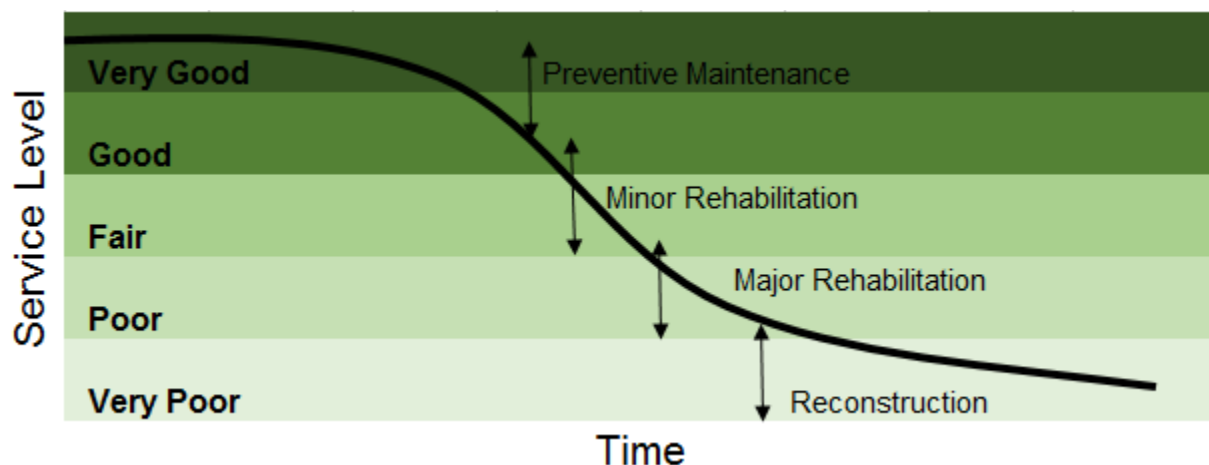 Service Level
Very Good
Preventive Maintenance
Good
Minor Rehabilitation
Fair
Major Rehabilitation
Poor
Very Poor
Reconstruction
Time